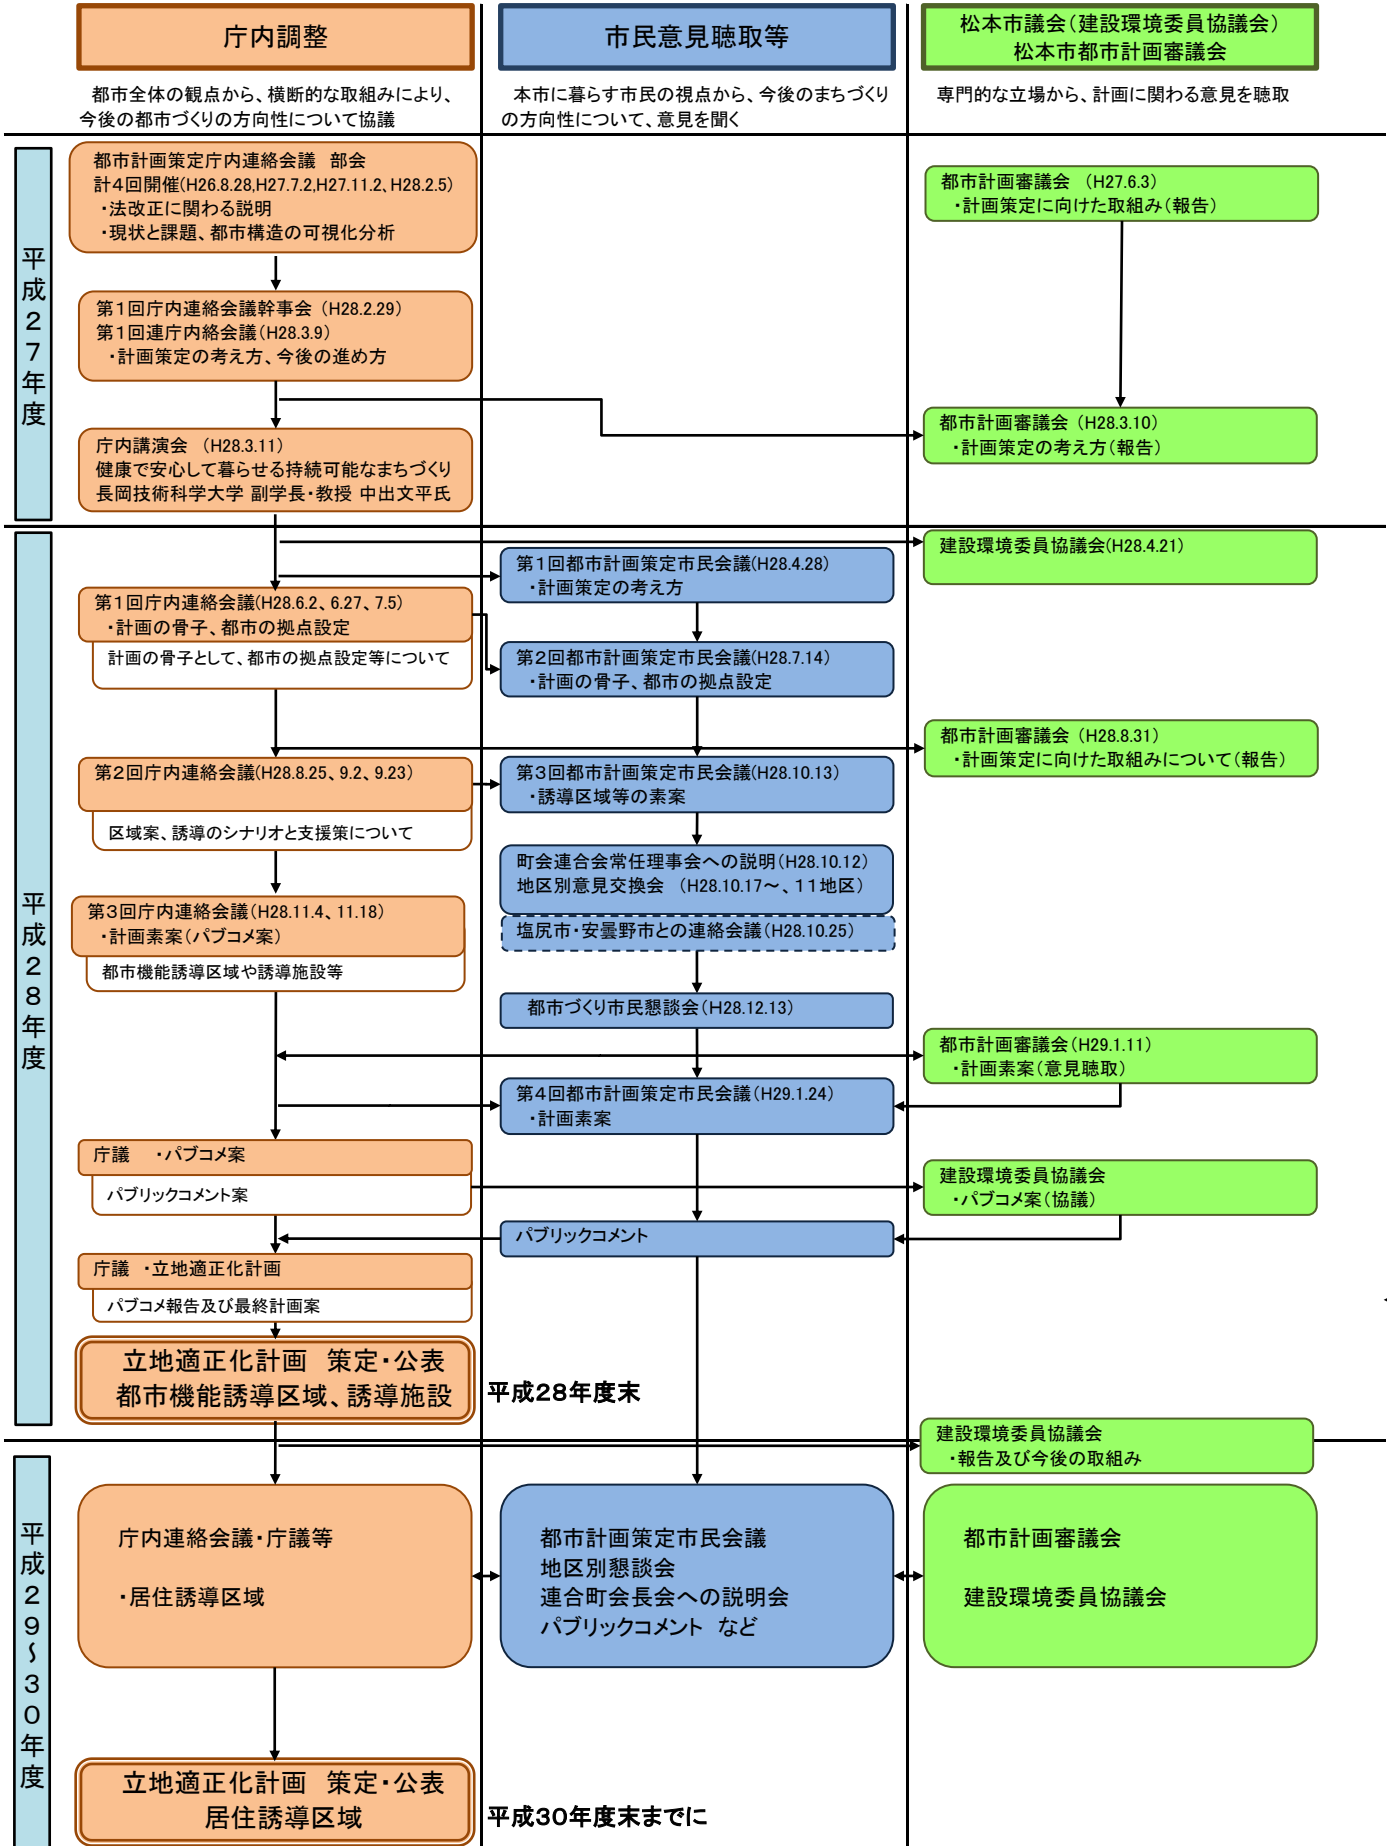 庁内調整
市民意見聴取等
松本市議会(建設環境委員協議会)
松本市都市計画審議会
都市全体の観点から、横断的な取組みにより、
今後の都市づくりの方向性について協議
本市に暮らす市民の視点から、今後のまちづくり
の方向性について、意見を聞く
専門的な立場から、計画に関わる意見を聴取
平成27年度
都市計画策定庁内連絡会議 部会
計4回開催(H26.8.28,H27.7.2,H27.11.2、H28.2.5)
・法改正に関わる説明
・現状と課題、都市構造の可視化分析
都市計画審議会 (H27.6.3)
・計画策定に向けた取組み(報告)
第1回庁内連絡会議幹事会 (H28.2.29)
第1回連庁内絡会議(H28.3.9)
・計画策定の考え方、今後の進め方
庁内講演会 (H28.3.11)
健康で安心して暮らせる持続可能なまちづくり
長岡技術科学大学 副学長・教授 中出文平氏
都市計画審議会 (H28.3.10)
・計画策定の考え方(報告)
平成28年度
建設環境委員協議会(H28.4.21)
第1回都市計画策定市民会議(H28.4.28)
・計画策定の考え方
第1回庁内連絡会議(H28.6.2、6.27、7.5)
・計画の骨子、都市の拠点設定
計画の骨子として、都市の拠点設定等について
第2回都市計画策定市民会議(H28.7.14)
・計画の骨子、都市の拠点設定
都市計画審議会 (H28.8.31)
・計画策定に向けた取組みについて(報告)
第2回庁内連絡会議(H28.8.25、9.2、9.23)
区域案、誘導のシナリオと支援策について
第3回都市計画策定市民会議(H28.10.13)
・誘導区域等の素案
町会連合会常任理事会への説明(H28.10.12)
地区別意見交換会 (H28.10.17~、11地区)
塩尻市・安曇野市との連絡会議(H28.10.25)
第3回庁内連絡会議(H28.11.4、11.18)
・計画素案(パブコメ案)
都市機能誘導区域や誘導施設等
都市づくり市民懇談会(H28.12.13)
都市計画審議会(H29.1.11)
・計画素案(意見聴取)
第4回都市計画策定市民会議(H29.1.24)
・計画素案
庁議 ・パブコメ案
パブリックコメント案
建設環境委員協議会
・パブコメ案(協議)
パブリックコメント
庁議 ・立地適正化計画
パブコメ報告及び最終計画案
立地適正化計画 策定・公表
都市機能誘導区域、誘導施設
平成28年度末
建設環境委員協議会
・報告及び今後の取組み
平成29~30年度
庁内連絡会議・庁議等
・居住誘導区域
都市計画策定市民会議
地区別懇談会
連合町会長会への説明会
パブリックコメント など
都市計画審議会
建設環境委員協議会
立地適正化計画 策定・公表
居住誘導区域
平成30年度末までに